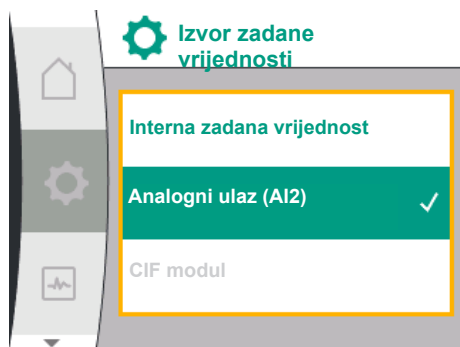 Izvor zadane
vrijednosti
Interna zadana vrijednost
Analogni ulaz (AI2)
CIF modul